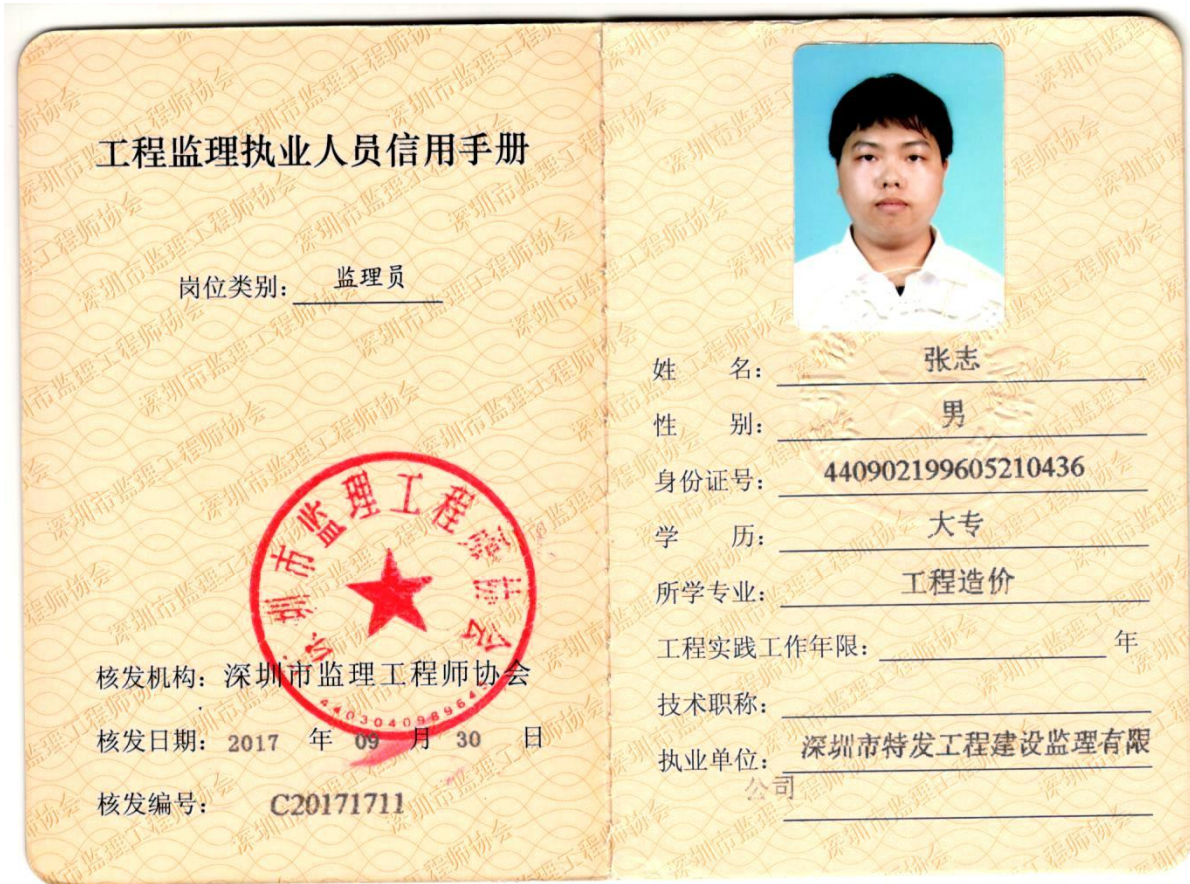 工程监理执业人员信用手册
岗位类别: 监理员
深圳市监理工程师协会
核发机构: 深圳市监理工程师协会
核发日期: 2017 年 09 月 30 日
核发编号: C20171711
姓 名: 张志
性 别: 男
身份证号: 440902199605210436
学 历: 大专
所学专业: 工程造价
工程实践工作年限: 年
技术职称:
执业单位: 深圳市特发工程建设监理有限
公司